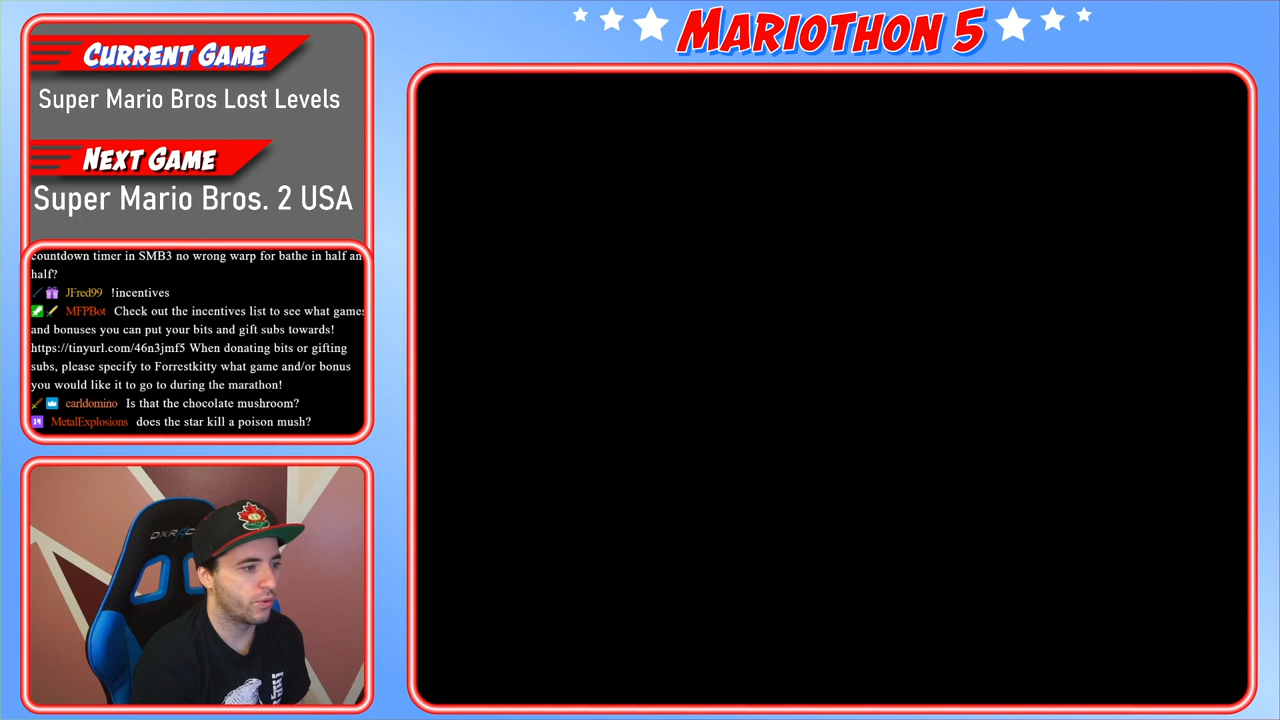 MARIOTHON 5
CURRENT GAME
Super Mario Bros Lost Levels
NEXT GAME
Super Mario Bros. 2 USA
countdown timer in SMB3 no wrong warp for bathe in half an
half?
JFred99 !incentives
MFPBot Check out the incentives list to see what games
and bonuses you can put your bits and gift subs towards!
https://tinyurl.com/46n3jmf5 When donating bits or gifting
subs, please specify to Forrestkitty what game and/or bonus
you would like it to go to during the marathon!
carldomino Is that the chocolate mushroom?
MetalExplosions does the star kill a poison mush?